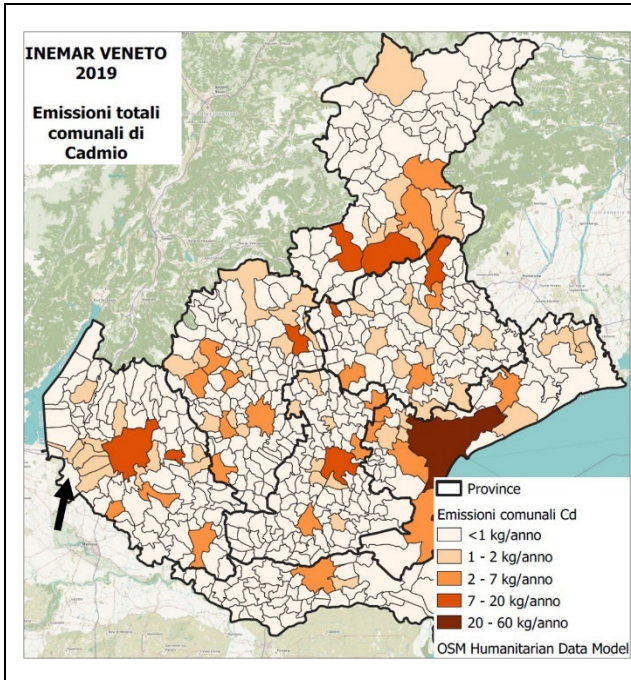 INEMAR VENETO
2019
Emissioni totali
comunali di
Cadmio
Province
Emissioni comunali Cd
<1 kg/anno
1 - 2 kg/anno
2 - 7 kg/anno
7 - 20 kg/anno
20 - 60 kg/anno
OSM Humanitarian Data Model